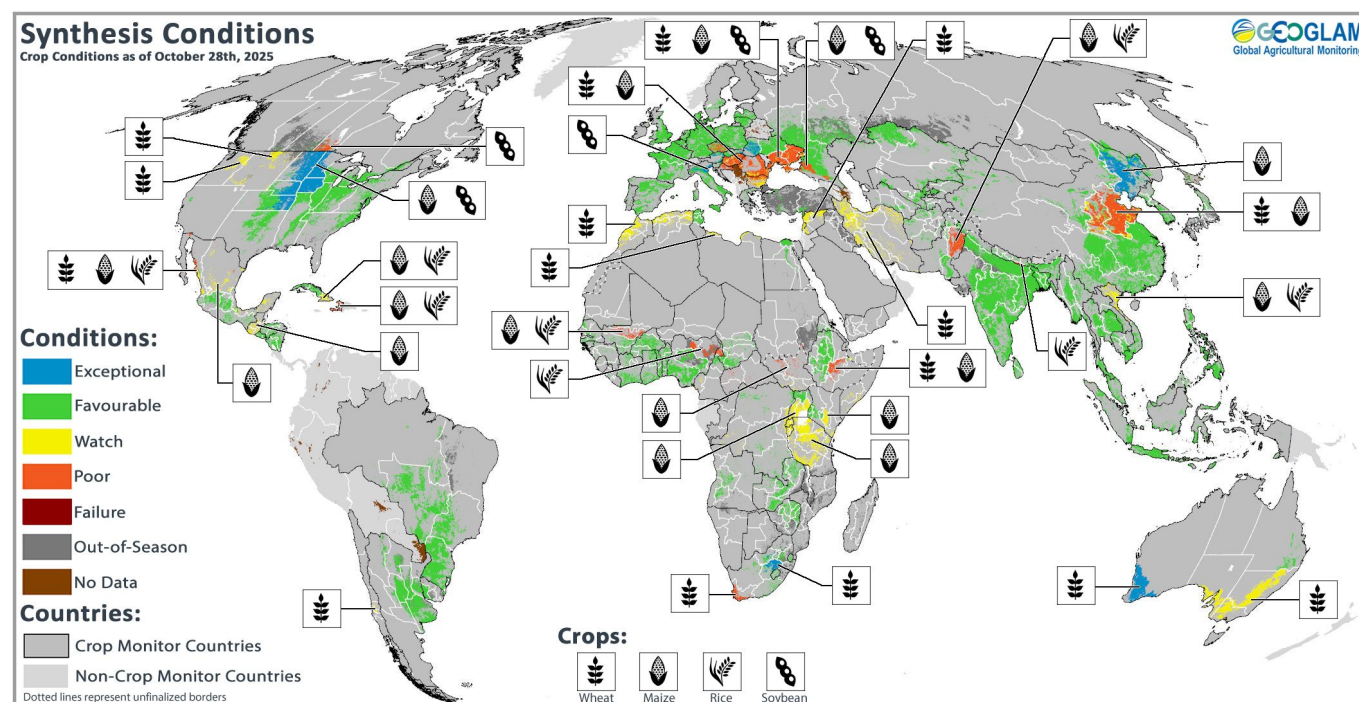 Synthesis Conditions
Crop Conditions as of October 28th, 2025
GEOGLAM
Global Agricultural Monitoring
Conditions:
Exceptional
Favourable
Watch
Poor
Failure
Out-of-Season
No Data
Countries:
Crop Monitor Countries
Non-Crop Monitor Countries
Dotted lines represent unfinalized borders
Crops:
Wheat
Maize
Rice
Soybean